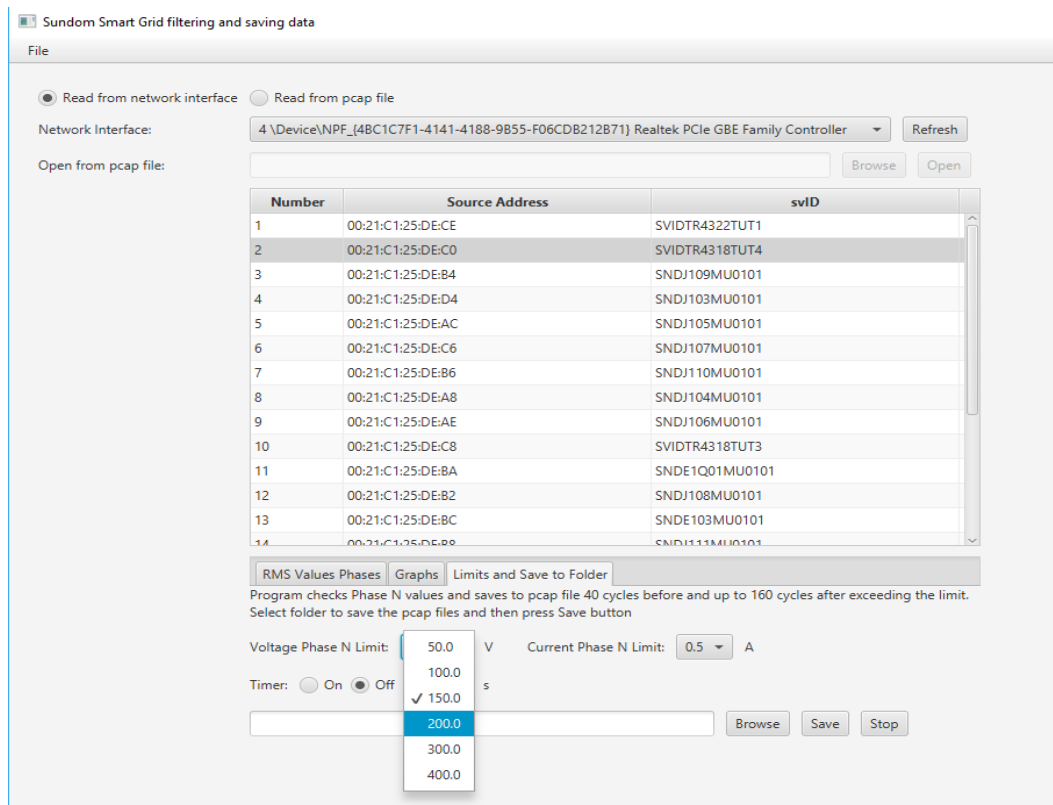 Sundom Smart Grid filtering and saving data
File
Read from network interface Read from pcap file
Network Interface: 4 \Device\NPF_{4BC1C7F1-4141-4188-9B55-F06CDB212B71} Realtek PCIe GBE Family Controller Refresh
Open from pcap file: Browse Open
Number Source Address svID
1 00:21:C1:25:DE:CE SVIDTR4322TUT1
2 00:21:C1:25:DE:C0 SVIDTR4318TUT4
3 00:21:C1:25:DE:B4 SNDJ109MU0101
4 00:21:C1:25:DE:D4 SNDJ103MU0101
5 00:21:C1:25:DE:AC SNDJ105MU0101
6 00:21:C1:25:DE:C6 SNDJ107MU0101
7 00:21:C1:25:DE:B6 SNDJ110MU0101
8 00:21:C1:25:DE:A8 SNDJ104MU0101
9 00:21:C1:25:DE:AE SNDJ106MU0101
10 00:21:C1:25:DE:C8 SVIDTR4318TUT3
11 00:21:C1:25:DE:BA SNDE1Q01MU0101
12 00:21:C1:25:DE:B2 SNDJ108MU0101
13 00:21:C1:25:DE:BC SNDE103MU0101
14 SNDJ111MU0101
RMS Values Phases Graphs Limits and Save to Folder
Program checks Phase N values and saves to pcap file 40 cycles before and up to 160 cycles after exceeding the limit.
Select folder to save the pcap files and then press Save button
Voltage Phase N Limit: 50.0 V Current Phase N Limit: 0.5 A
100.0
Timer: On Off s
150.0
200.0 Browse Save Stop
300.0
400.0